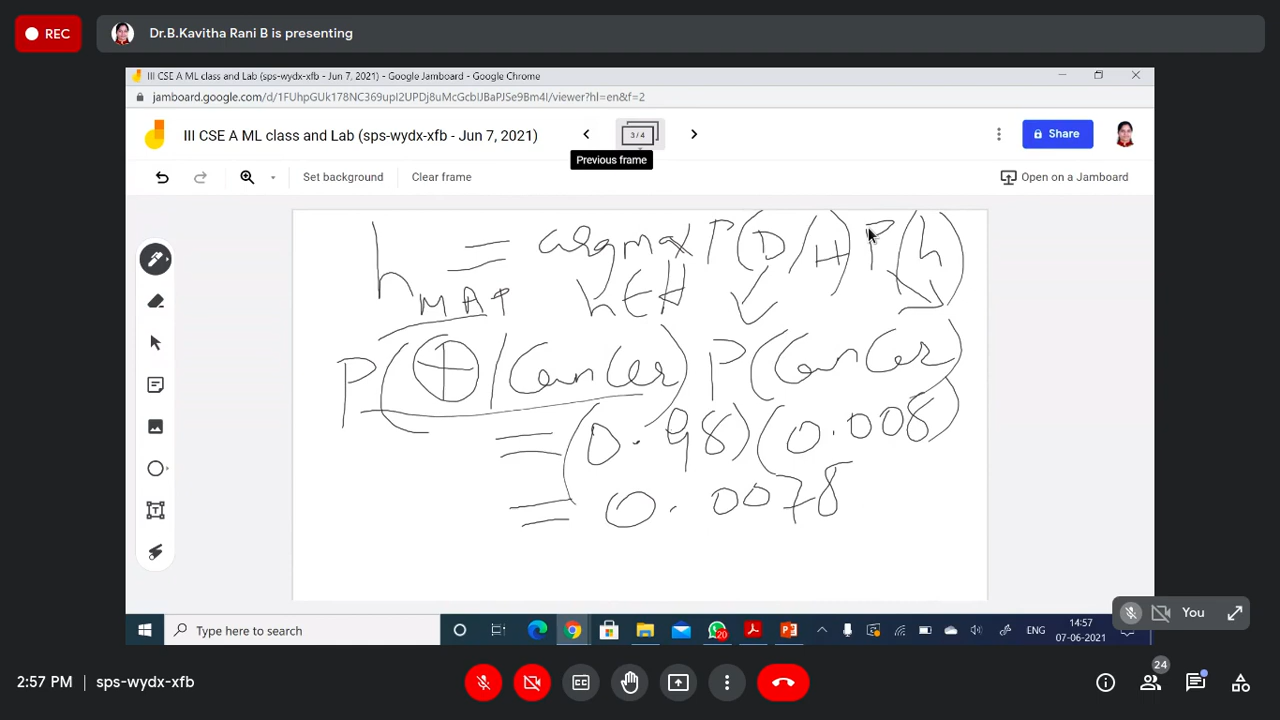 REC
Dr.B.Kavitha Rani B is presenting
III CSE A ML class and Lab (sps-wydx-xfb - Jun 7, 2021) - Google Jamboard - Google Chrome
jamboard.google.com/d/1FUhpGUk178NC369upI2UPDj8uMcGcbIJBaPJSe9Bm4I/viewer?hl=en&f=2
III CSE A ML class and Lab (sps-wydx-xfb - Jun 7, 2021)
3 / 4
Share
Previous frame
Set background
Clear frame
Open on a Jamboard
h MAP = argmax h∈H P(D/H) P(h)
P(⊕/Cancer) P(Cancer)
= (0.98) (0.008)
= 0.0078
You
Type here to search
20
ENG
14:57
07-06-2021
2:57 PM | sps-wydx-xfb
24